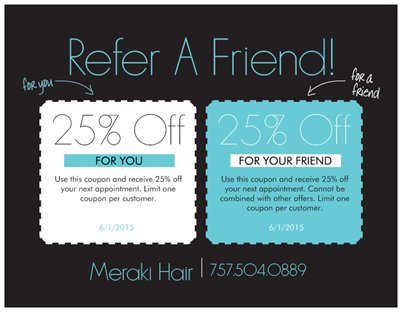 Refer A Friend!
for you
for a
friend
25% Off
FOR YOU
Use this coupon and receive 25% off
your next appointment. Limit one
coupon per customer.
6/1/2015
25% Off
FOR YOUR FRIEND
Use this coupon and receive 25% off
your next appointment. Cannot be
combined with other offers. Limit one
coupon per customer.
6/1/2015
Meraki Hair | 757.504.0889